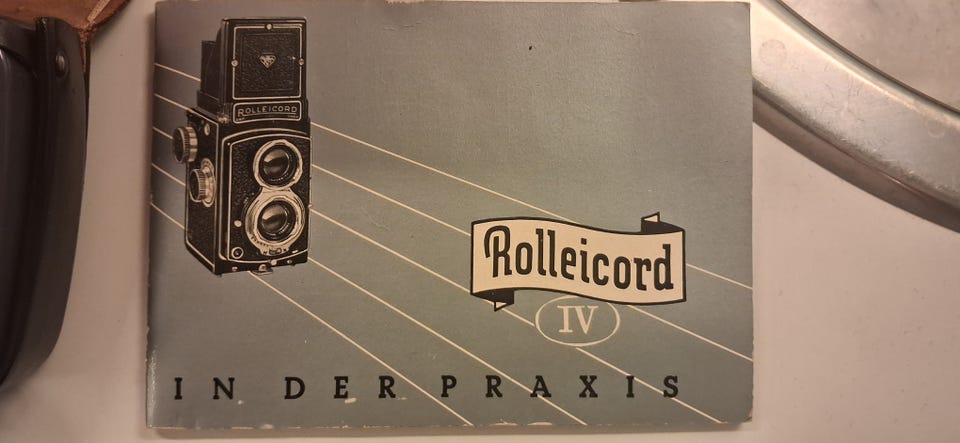 ROLLEICORD
Rolleicord
IV
IN DER PRAXIS